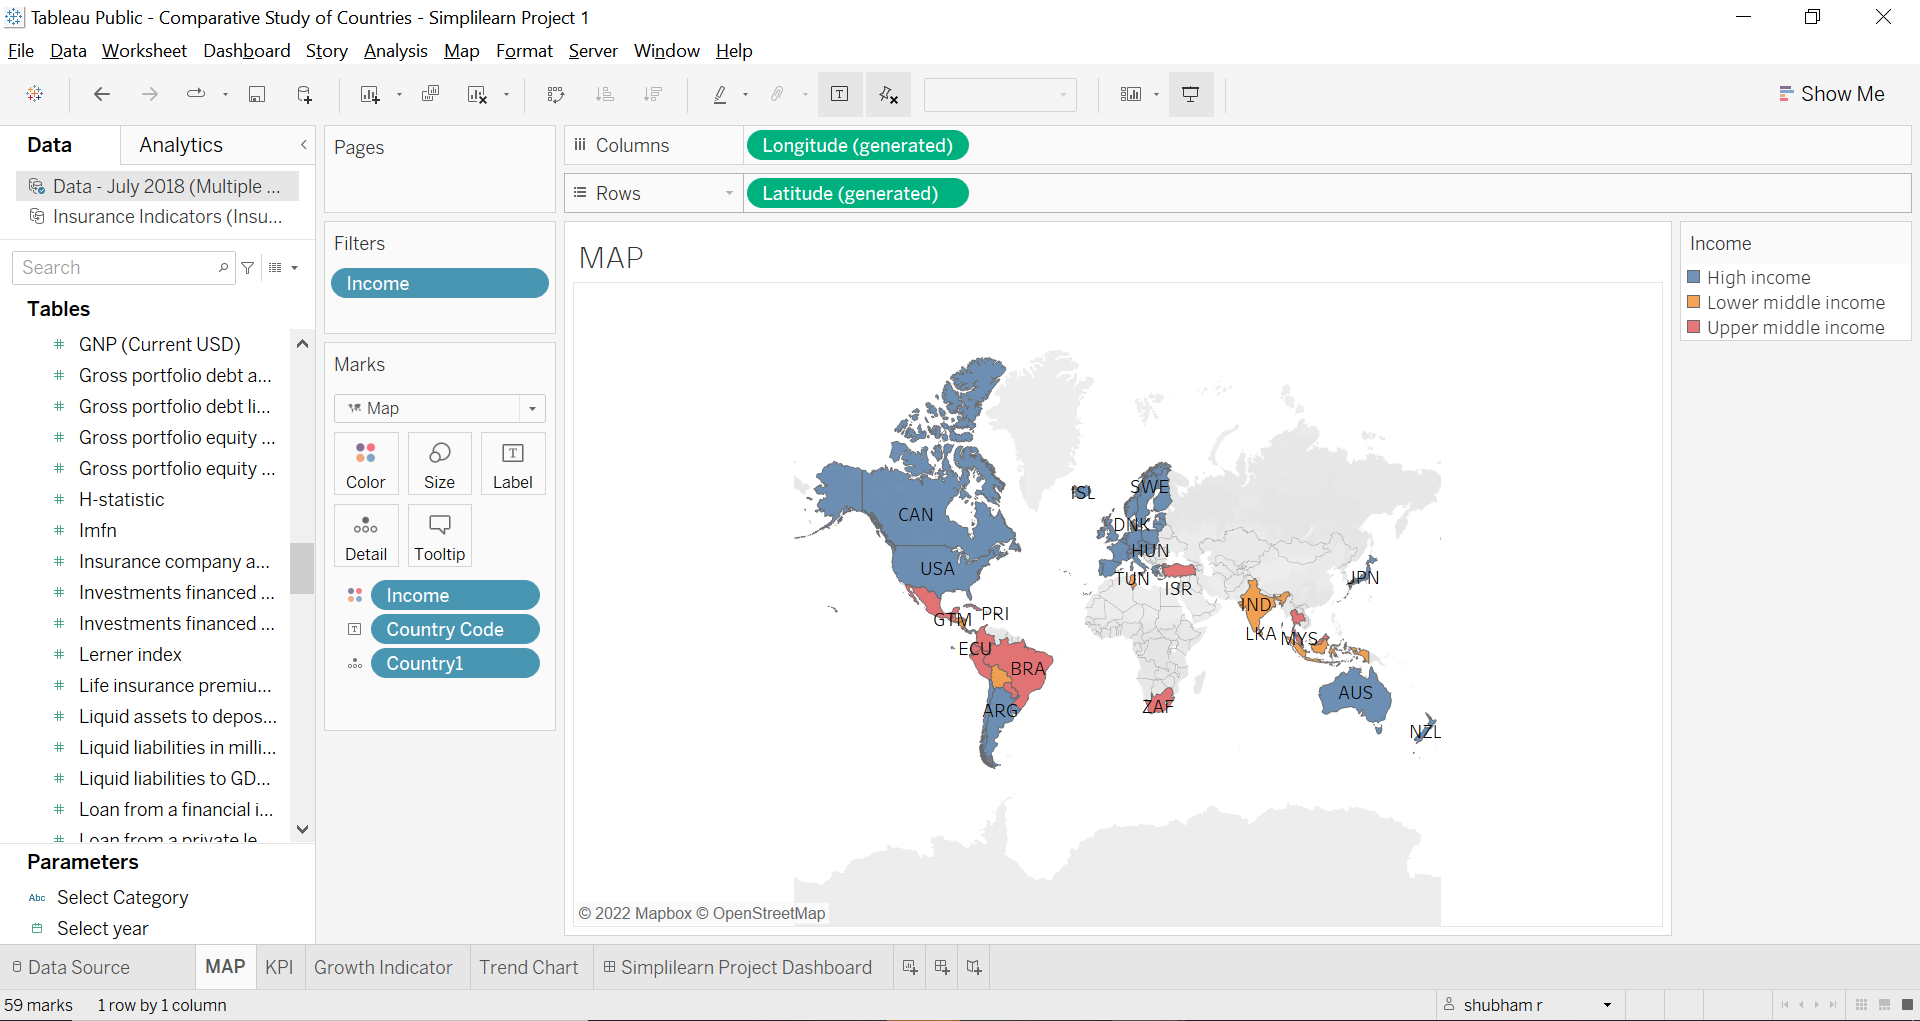 Tableau Public - Comparative Study of Countries - Simplilearn Project 1
File Data Worksheet Dashboard Story Analysis Map Format Server Window Help
Show Me
Data Analytics
Data - July 2018 (Multiple ...
Insurance Indicators (Insu...
Search
Tables
GNP (Current USD)
Gross portfolio debt a...
Gross portfolio debt li...
Gross portfolio equity ...
Gross portfolio equity ...
H-statistic
Imfn
Insurance company a...
Investments financed ...
Investments financed ...
Lerner index
Life insurance premiu...
Liquid assets to depos...
Liquid liabilities in milli...
Liquid liabilities to GD...
Loan from a financial i...
Loan from a private le
Parameters
Abc Select Category
Select year
Pages
Filters
Income
Marks
Map
Color Size Label
Detail Tooltip
Income
Country Code
Country1
Columns Longitude (generated)
Rows Latitude (generated)
MAP
ISL
SWE
CAN
DNK
HUN
USA
TUN
ISR
JPN
IND
GTM
PRI
LKA
MYS
ECU
BRA
AUS
ARG
ZAF
NZL
© 2022 Mapbox © OpenStreetMap
Income
High income
Lower middle income
Upper middle income
Data Source MAP KPI Growth Indicator Trend Chart Simplilearn Project Dashboard
59 marks 1 row by 1 column shubham r